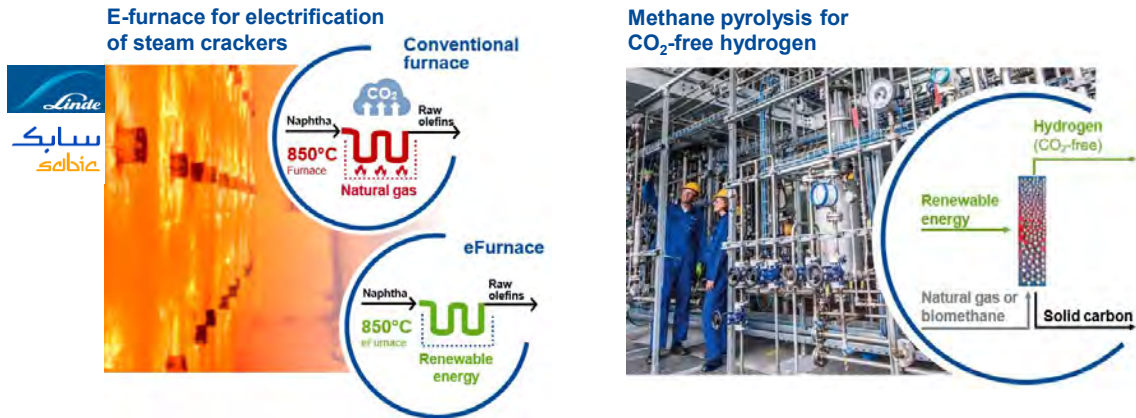 E-furnace for electrification
of steam crackers
Linde
سابك
sabic
Conventional
furnace
CO₂
Naphtha
Raw
olefins
850°C
Furnace
Natural gas
eFurnace
Naphtha
Raw
olefins
850°C
eFurnace
Renewable
energy
Methane pyrolysis for
CO₂-free hydrogen
Hydrogen
(CO₂-free)
Renewable
energy
Natural gas or
biomethane
Solid carbon